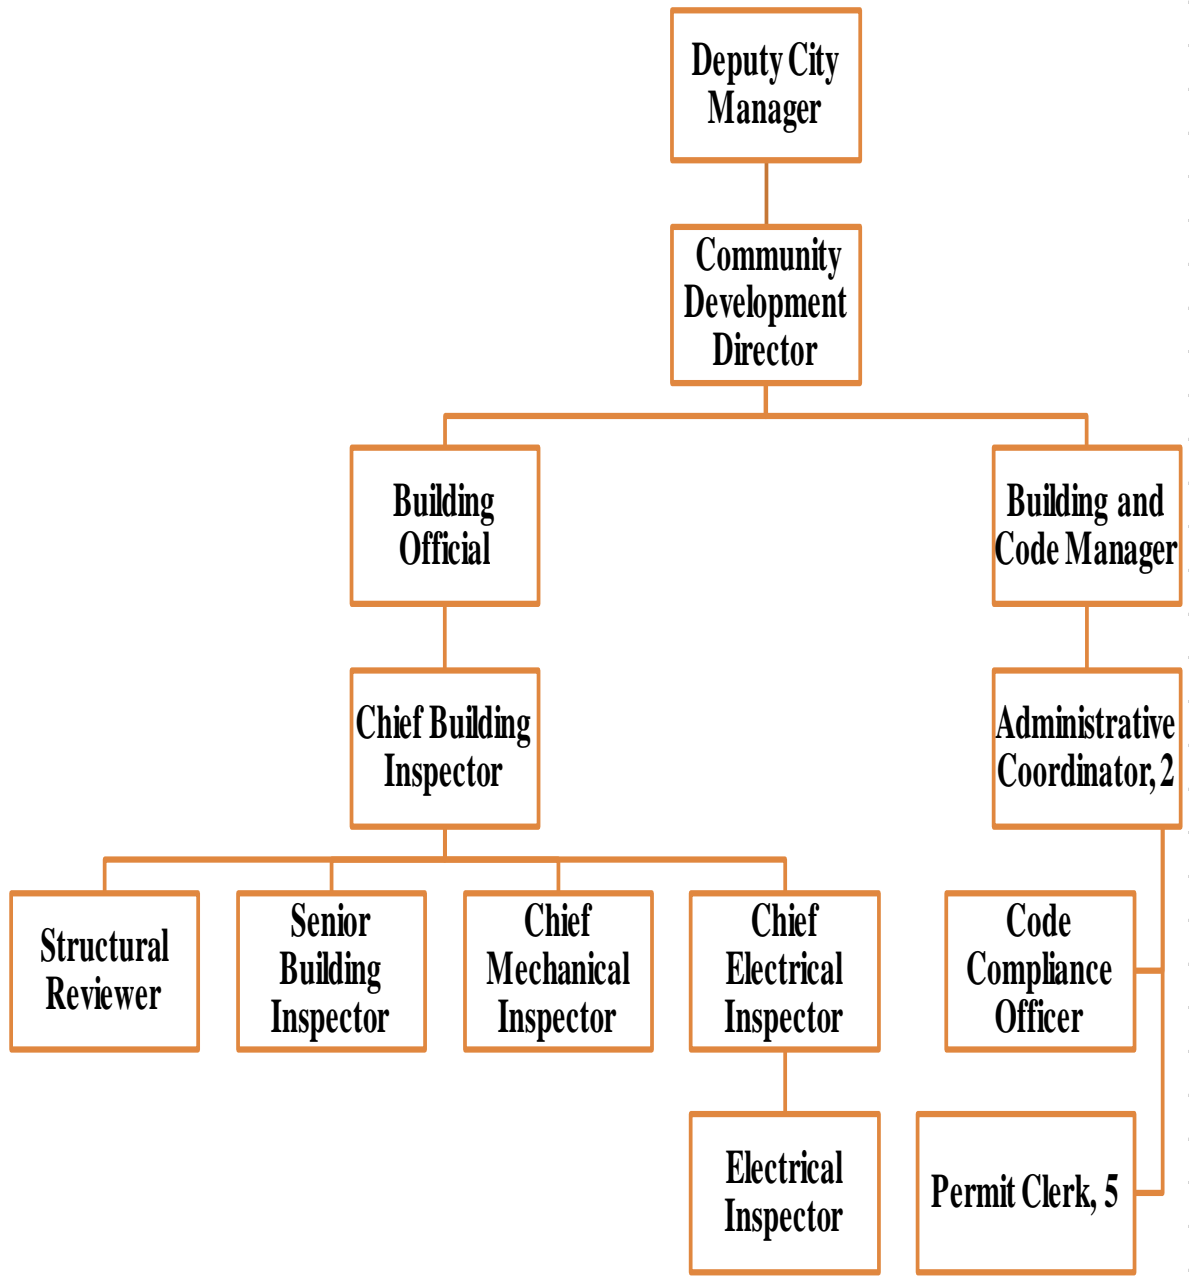 Deputy City
Manager
Community
Development
Director
Building
Official
Building and
Code Manager
Chief Building
Inspector
Administrative
Coordinator, 2
Structural
Reviewer
Senior
Building
Inspector
Chief
Mechanical
Inspector
Chief
Electrical
Inspector
Code
Compliance
Officer
Electrical
Inspector
Permit Clerk, 5